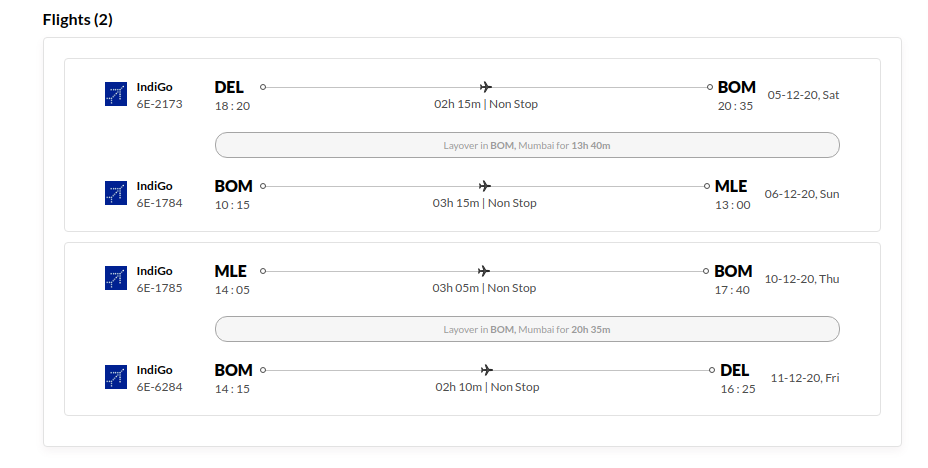 Flights (2)
IndiGo
6E-2173
DEL
18 : 20
02h 15m | Non Stop
BOM
20 : 35
05-12-20, Sat
Layover in BOM, Mumbai for 13h 40m
IndiGo
6E-1784
BOM
10 : 15
03h 15m | Non Stop
MLE
13 : 00
06-12-20, Sun
IndiGo
6E-1785
MLE
14 : 05
03h 05m | Non Stop
BOM
17 : 40
10-12-20, Thu
Layover in BOM, Mumbai for 20h 35m
IndiGo
6E-6284
BOM
14 : 15
02h 10m | Non Stop
DEL
16 : 25
11-12-20, Fri